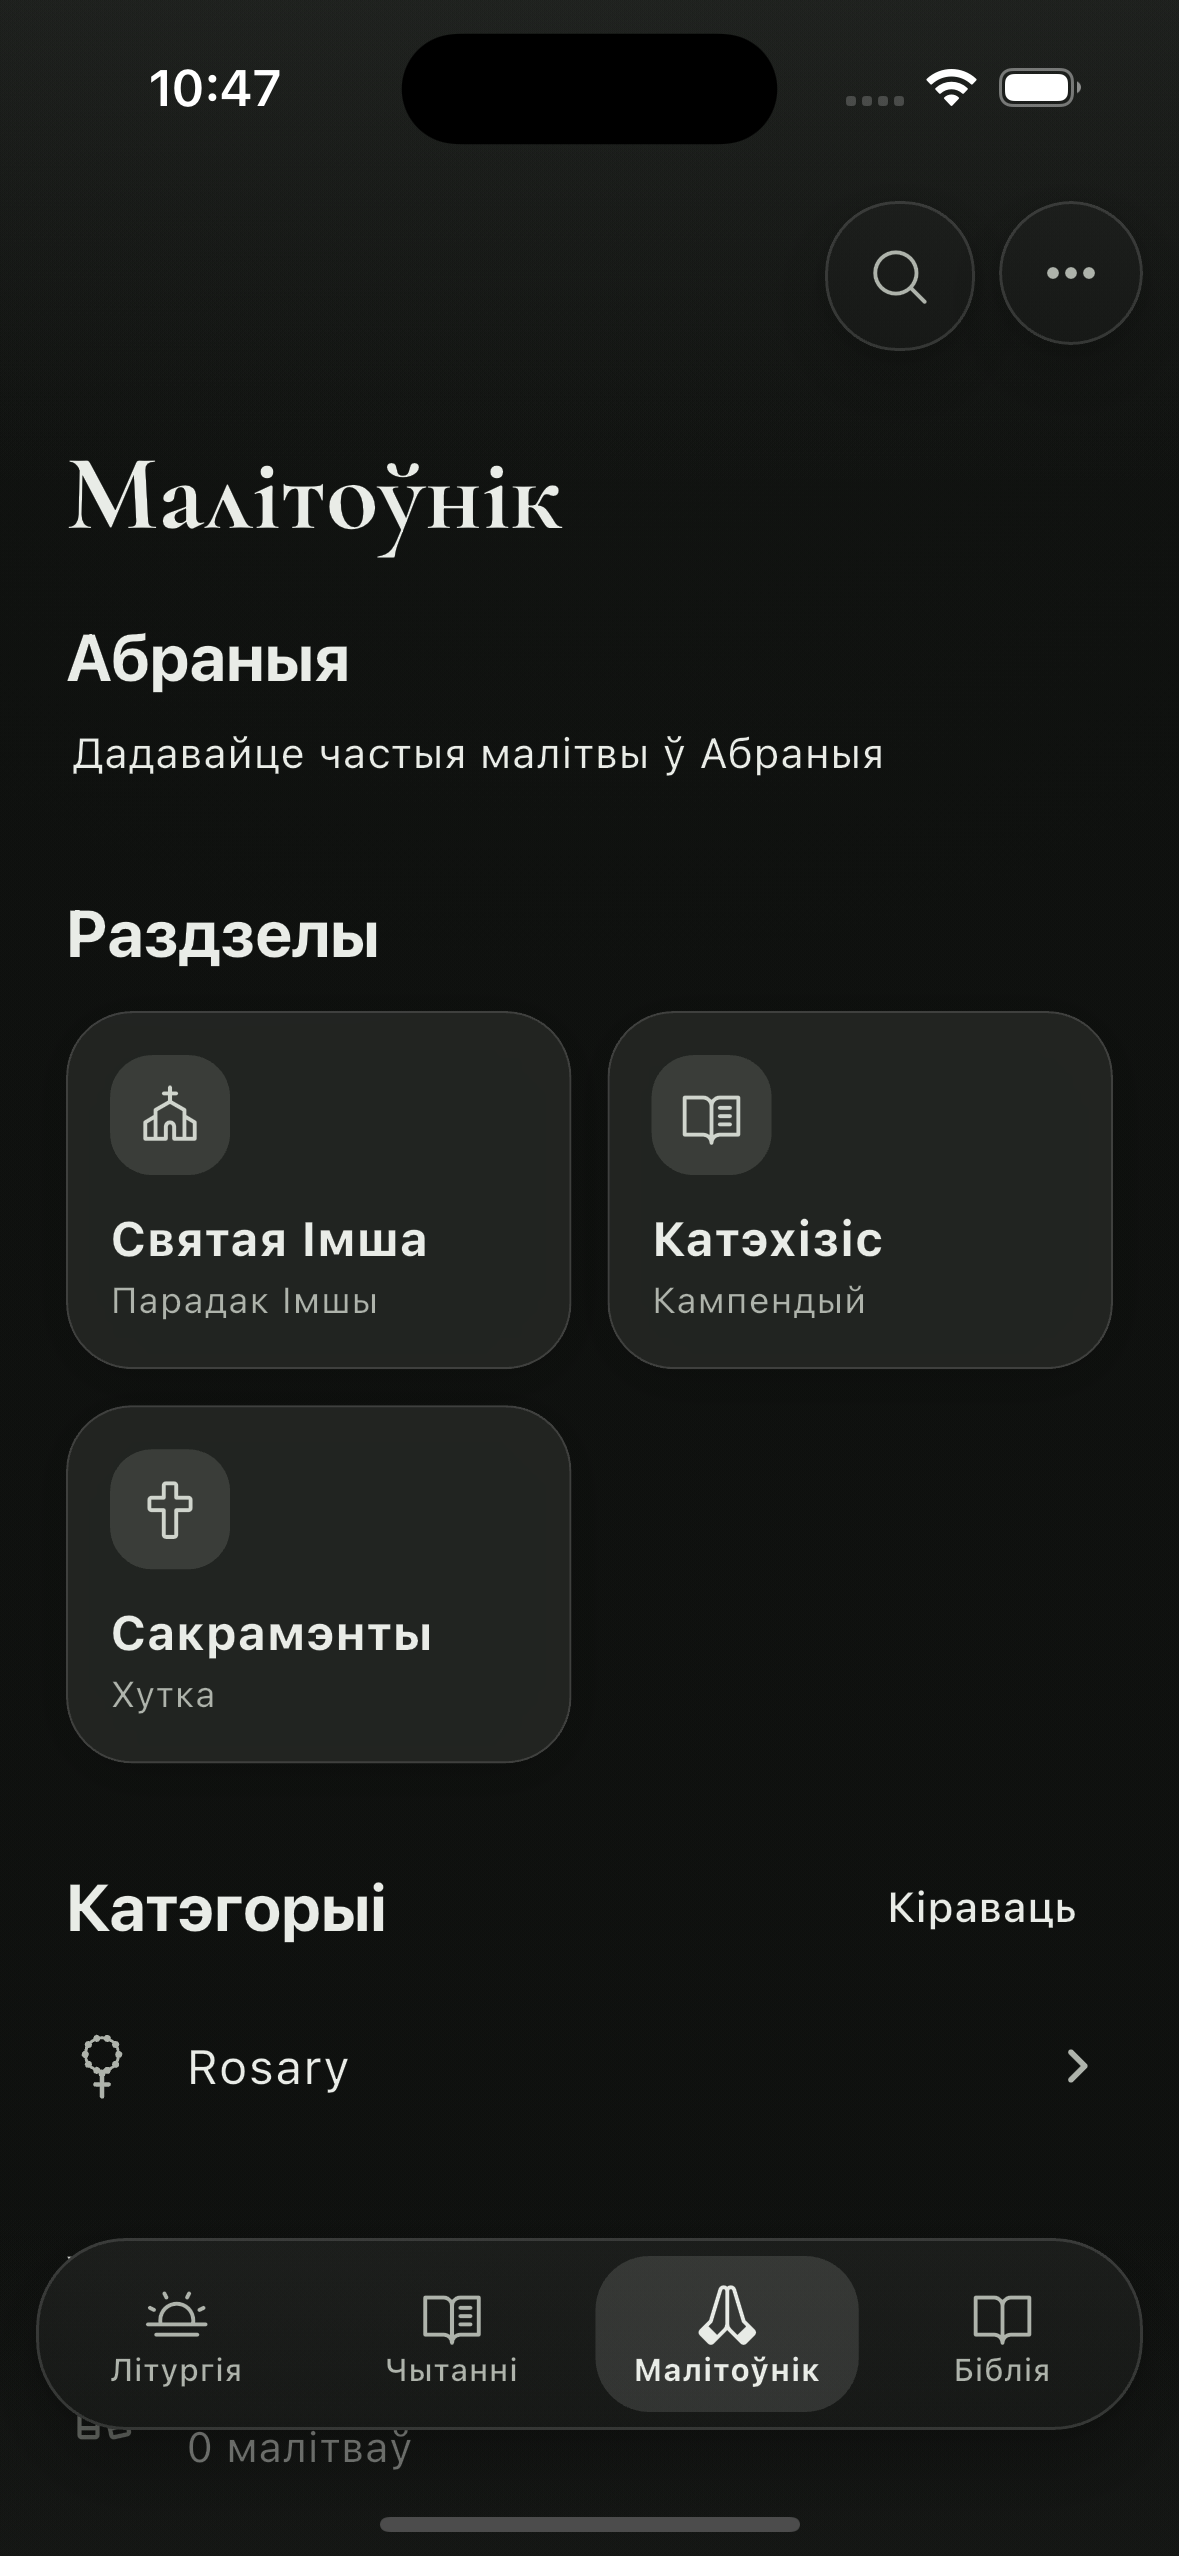 10:47
Малітоўнік
Абраныя
Дадавайце частыя малітвы ў Абраныя
Раздзелы
Святая Імша
Парадак Імшы
Катэхізіс
Кампендый
Сакрамэнты
Хутка
Катэгорыі
Кіраваць
Rosary
Літургія
Чытанні
Малітоўнік
Біблія
0 малітваў